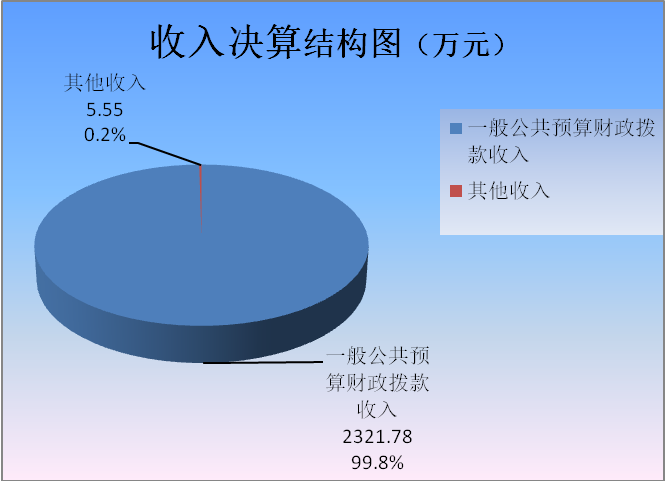 收入决算结构图（万元）
其他收入
5.55
0.2%
一般公共预算财政拨
款收入
其他收入
一般公共预
算财政拨款
收入
2321.78
99.8%